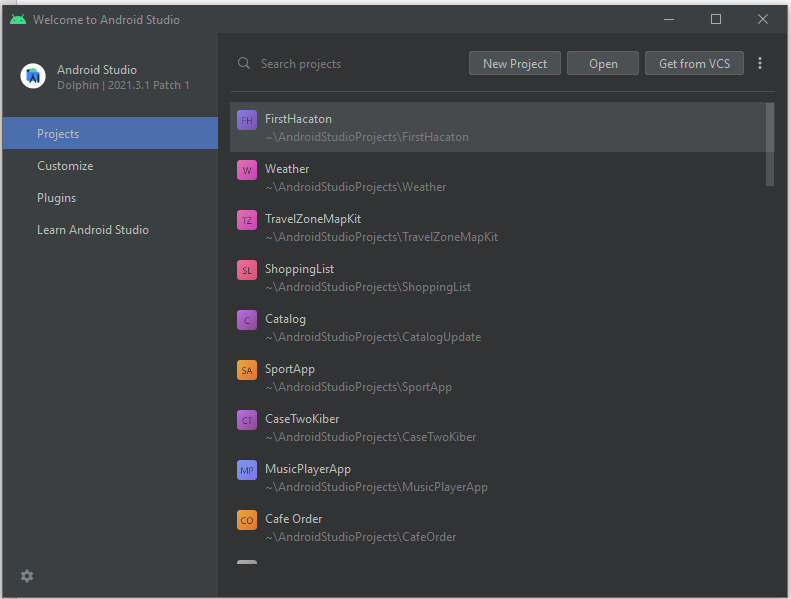 Welcome to Android Studio
Android Studio
Dolphin | 2021.3.1 Patch 1
Projects
Customize
Plugins
Learn Android Studio
Search projects
New Project
Open
Get from VCS
FH
FirstHacaton
~\AndroidStudioProjects\FirstHacaton
W
Weather
~\AndroidStudioProjects\Weather
TZ
TravelZoneMapKit
~\AndroidStudioProjects\TravelZoneMapKit
SL
ShoppingList
~\AndroidStudioProjects\ShoppingList
C
Catalog
~\AndroidStudioProjects\CatalogUpdate
SA
SportApp
~\AndroidStudioProjects\SportApp
CT
CaseTwoKiber
~\AndroidStudioProjects\CaseTwoKiber
MP
MusicPlayerApp
~\AndroidStudioProjects\MusicPlayerApp
CO
Cafe Order
~\AndroidStudioProjects\CafeOrder